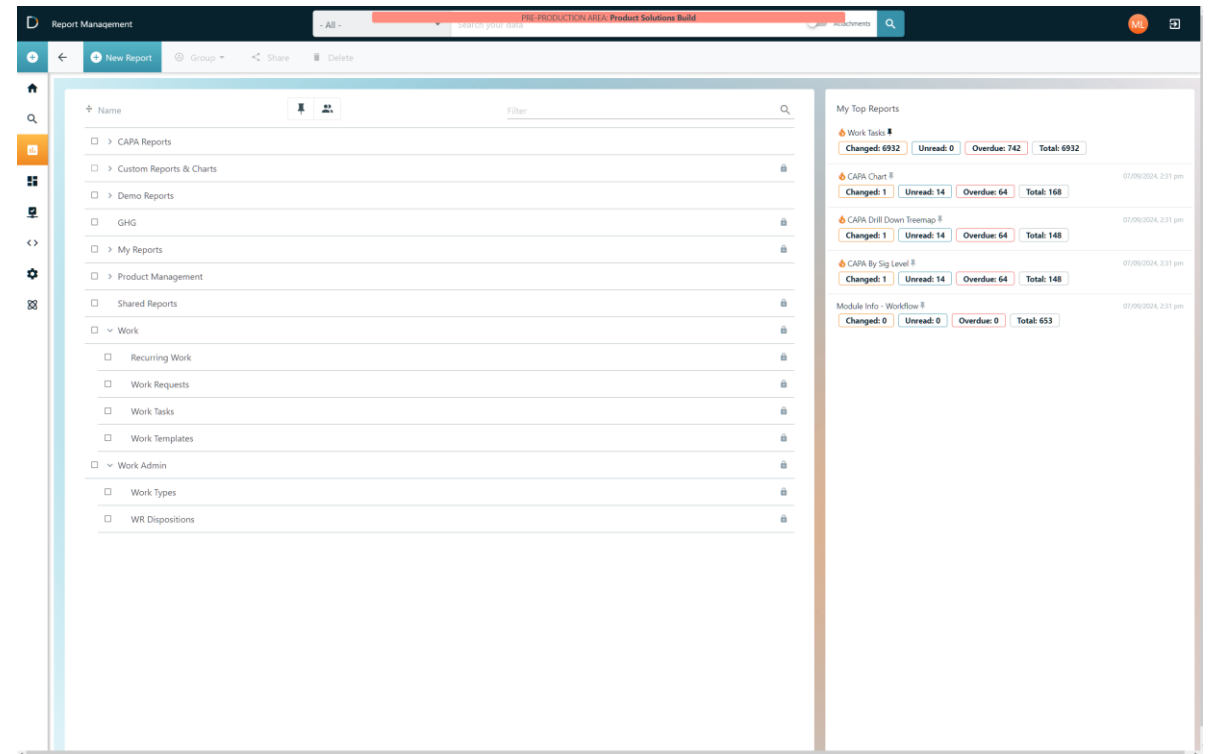 PRE-PRODUCTION AREA: Product Solutions Build
Report Management
- All -
Search your data
Attachments
ML
New Report
Group
Share
Delete
Name
Filter
CAPA Reports
Custom Reports & Charts
Demo Reports
GHG
My Reports
Product Management
Shared Reports
Work
Recurring Work
Work Requests
Work Tasks
Work Templates
Work Admin
Work Types
WR Dispositions
My Top Reports
Work Tasks
Changed: 6932 Unread: 0 Overdue: 742 Total: 6932
CAPA Chart 07/09/2024, 2:31 pm
Changed: 1 Unread: 14 Overdue: 64 Total: 168
CAPA Drill Down Treemap 07/09/2024, 2:31 pm
Changed: 1 Unread: 14 Overdue: 64 Total: 148
CAPA By Sig Level 07/09/2024, 2:31 pm
Changed: 1 Unread: 14 Overdue: 64 Total: 148
Module Info - Workflow 07/09/2024, 2:31 pm
Changed: 0 Unread: 0 Overdue: 0 Total: 653